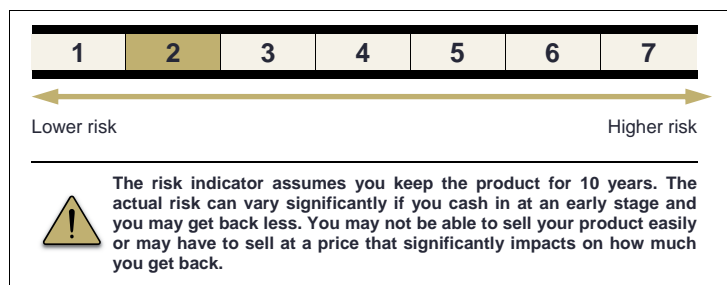 1 2 3 4 5 6 7
Lower risk Higher risk
The risk indicator assumes you keep the product for 10 years. The
actual risk can vary significantly if you cash in at an early stage and
you may get back less. You may not be able to sell your product easily
or may have to sell at a price that significantly impacts on how much
you get back.